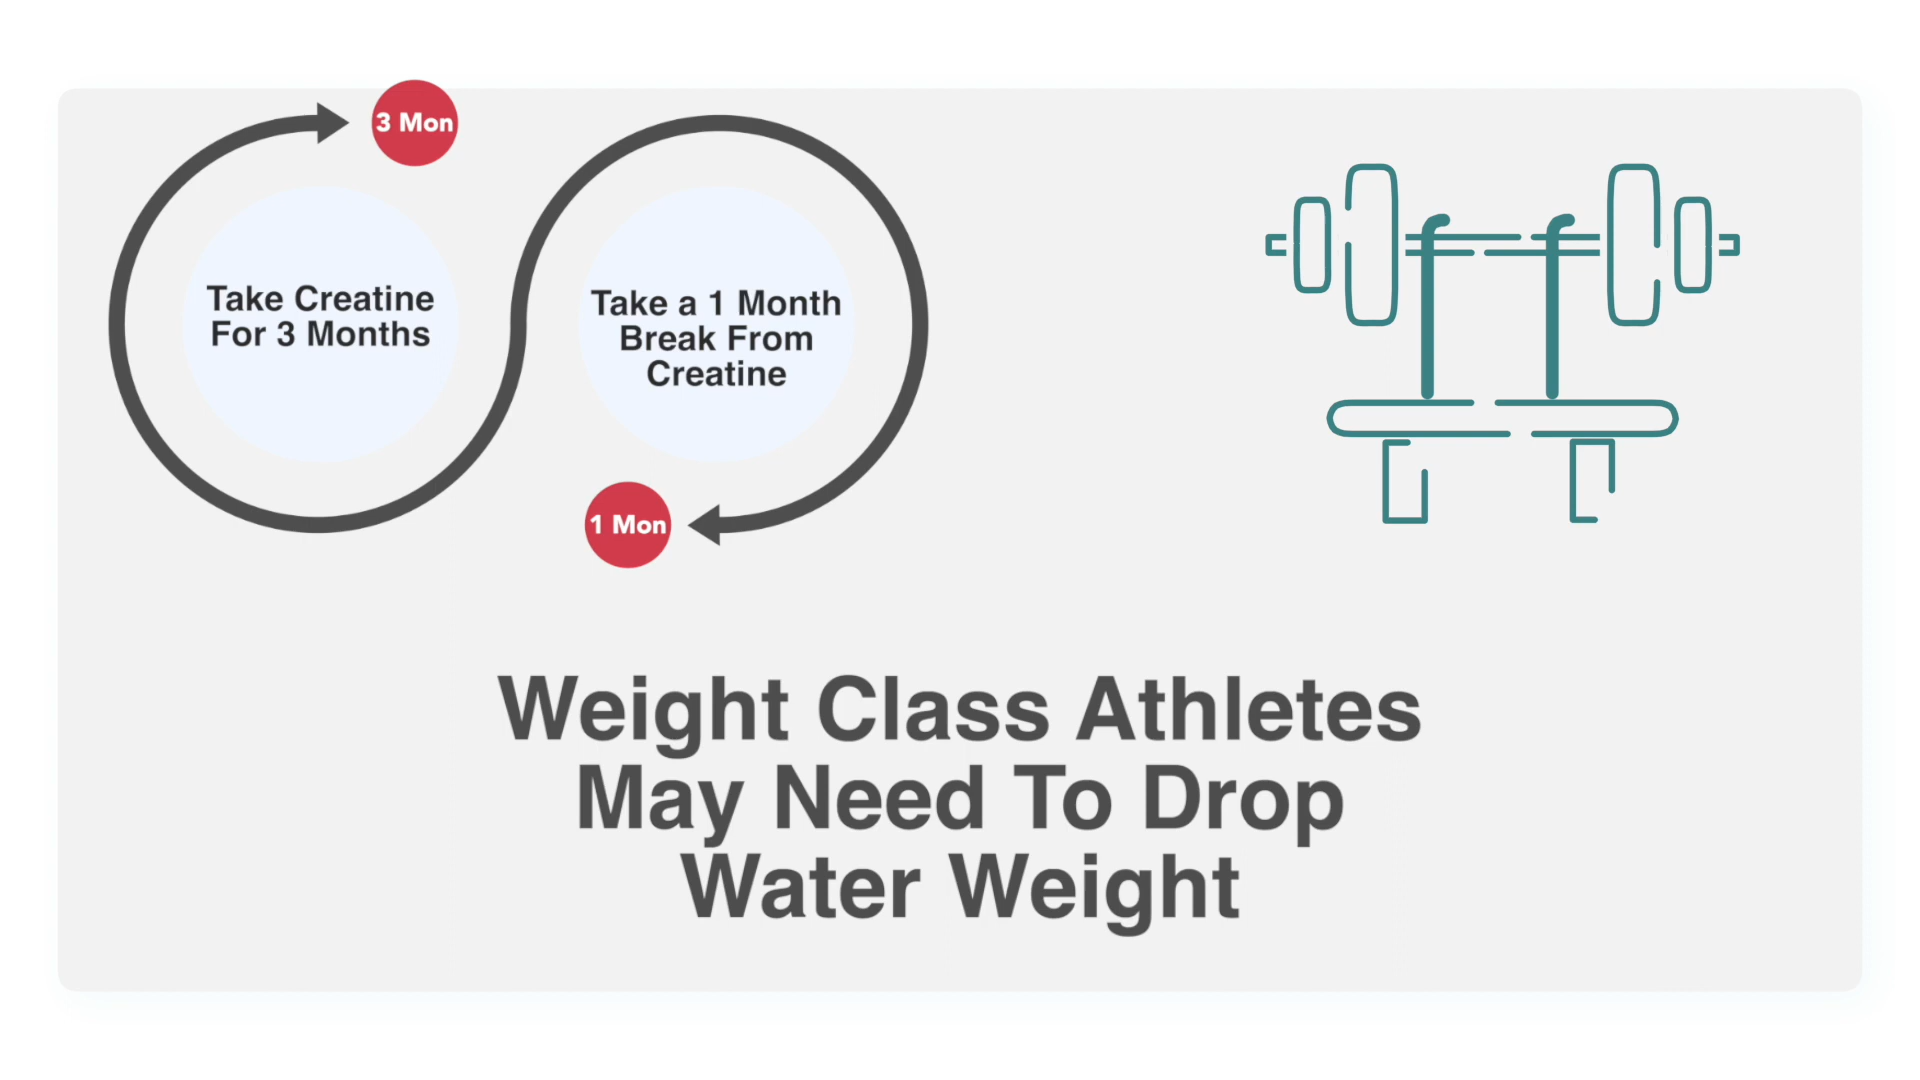 3 Mon
Take Creatine
For 3 Months
Take a 1 Month
Break From
Creatine
1 Mon
Weight Class Athletes
May Need To Drop
Water Weight